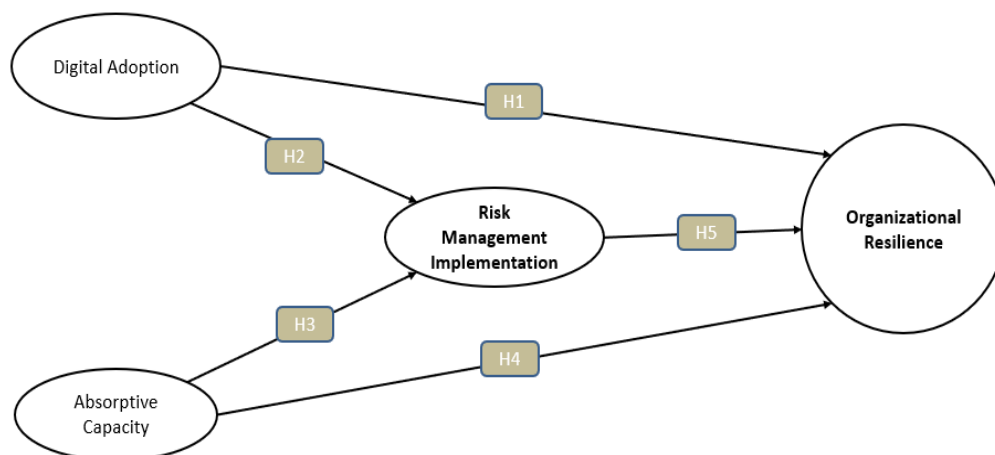 Digital Adoption
H1
H2
Risk
Management
Implementation
H5
Organizational
Resilience
H3
H4
Absorptive
Capacity